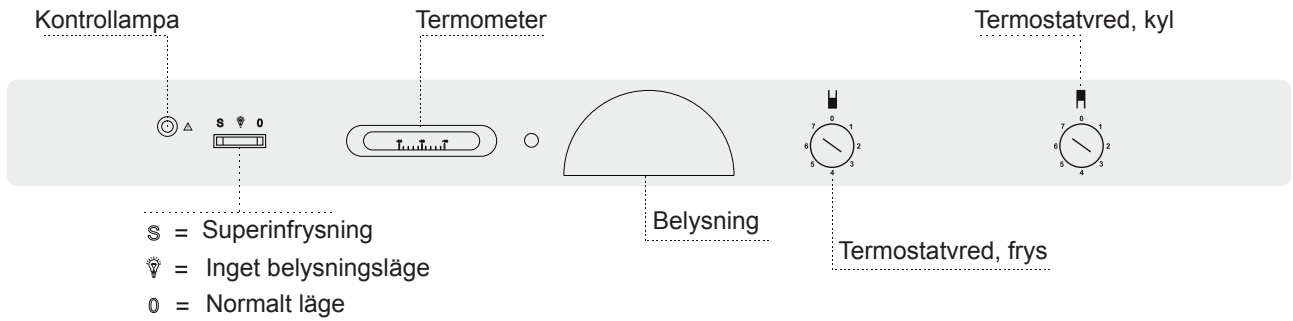 Kontrollampa
Termometer
Termostatvred, kyl
S 0
0
7 1
6 2
5 3
4
0
7 1
6 2
5 3
4
Belysning
Termostatvred, frys
S = Superinfrysning
= Inget belysningsläge
0 = Normalt läge